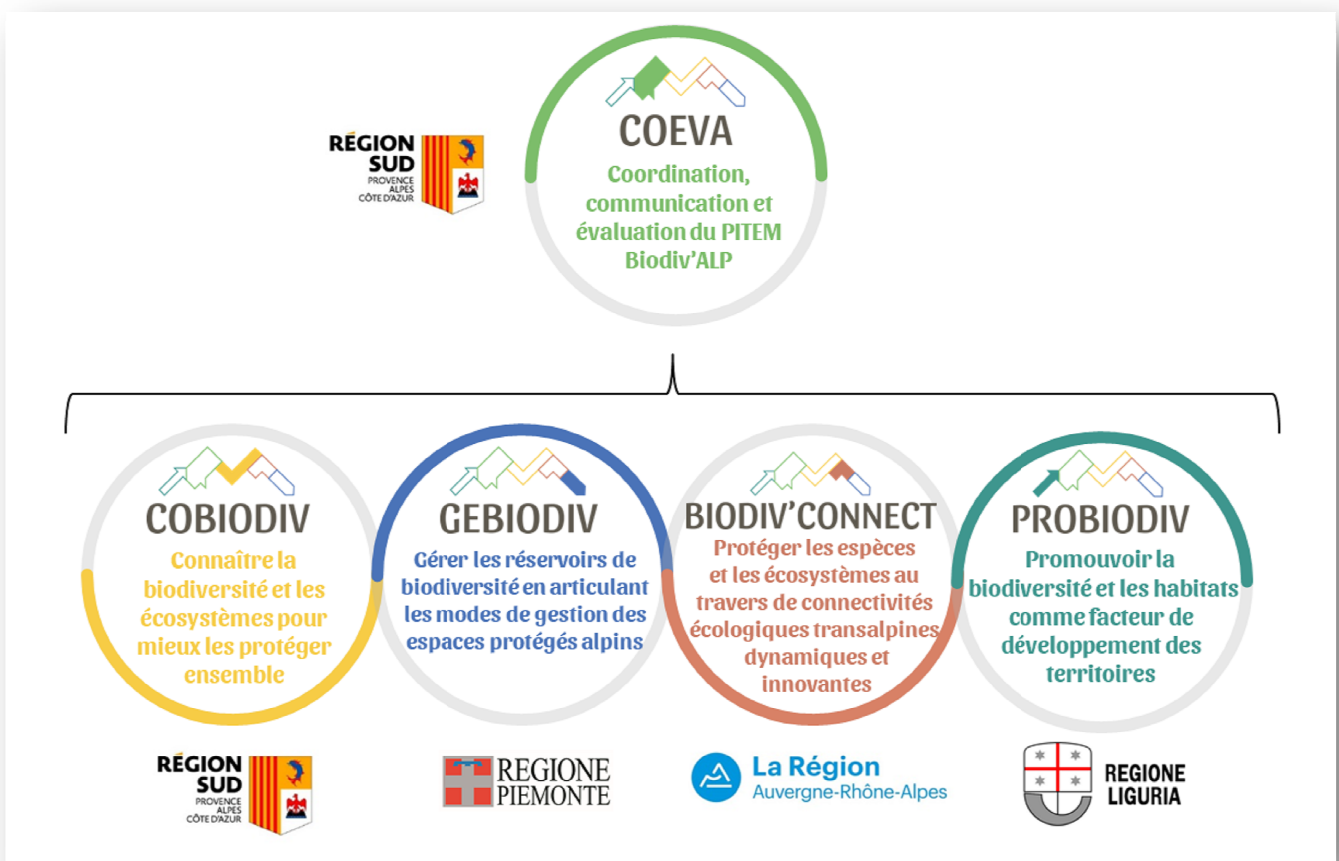 COEVA
Coordination,
communication et
évaluation du PITEM
Biodiv'ALP
RÉGION
SUD
PROVENCE
ALPES
CÔTE D'AZUR
COBIODIV
Connaître la
biodiversité et les
écosystèmes pour
mieux les protéger
ensemble
GEBIODIV
Gérer les réservoirs de
biodiversité en articulant
les modes de gestion des
espaces protégés alpins
BIODIV'CONNECT
Protéger les espèces
et les écosystèmes au
travers de connectivités
écologiques transalpines
dynamiques et
innovantes
PROBIODIV
Promouvoir la
biodiversité et les habitats
comme facteur de
développement des
territoires
RÉGION
SUD
PROVENCE
ALPES
CÔTE D'AZUR
REGIONE
PIEMONTE
La Région
Auvergne-Rhône-Alpes
REGIONE
LIGURIA